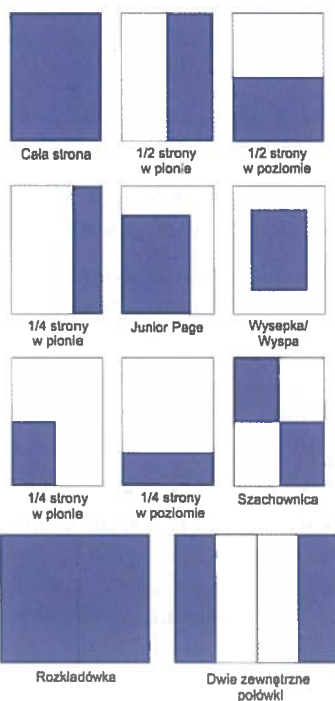 Cała strona
1/2 strony
w pionie
1/2 strony
w poziomie
1/4 strony
w pionie
Junior Page
Wysepka/
Wyspa
1/4 strony
w pionie
1/4 strony
w poziomie
Szachownica
Rozkładówka
Dwie zewnętrzne
połówki